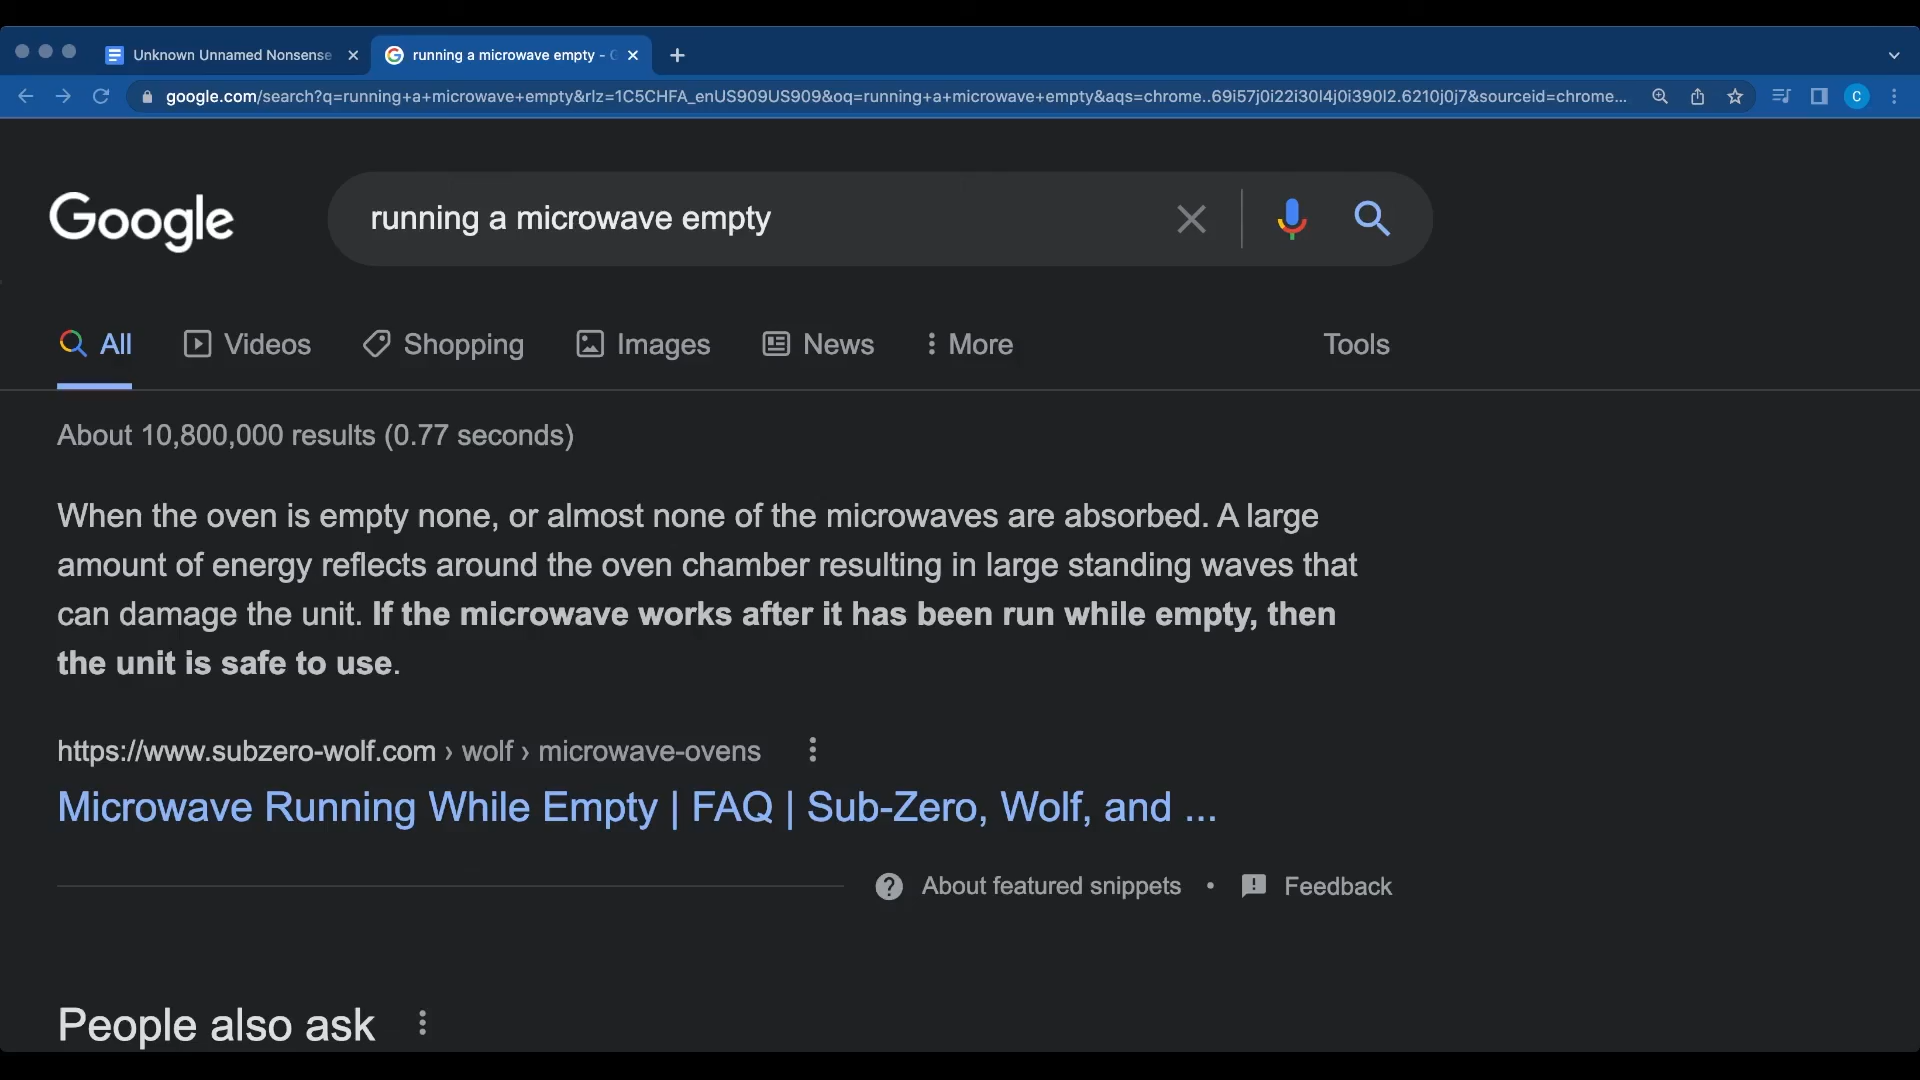 Unknown Unnamed Nonsense
running a microwave empty - G
google.com/search?q=running+a+microwave+empty&rlz=1C5CHFA_enUS909US909&oq=running+a+microwave+empty&aqs=chrome..69i57j0i22i30l4j0i390l2.6210j0j7&sourceid=chrome...
C
Google
running a microwave empty
All
Videos
Shopping
Images
News
More
Tools
About 10,800,000 results (0.77 seconds)
When the oven is empty none, or almost none of the microwaves are absorbed. A large
amount of energy reflects around the oven chamber resulting in large standing waves that
can damage the unit. If the microwave works after it has been run while empty, then
the unit is safe to use.
https://www.subzero-wolf.com › wolf › microwave-ovens
Microwave Running While Empty | FAQ | Sub-Zero, Wolf, and ...
About featured snippets • Feedback
People also ask